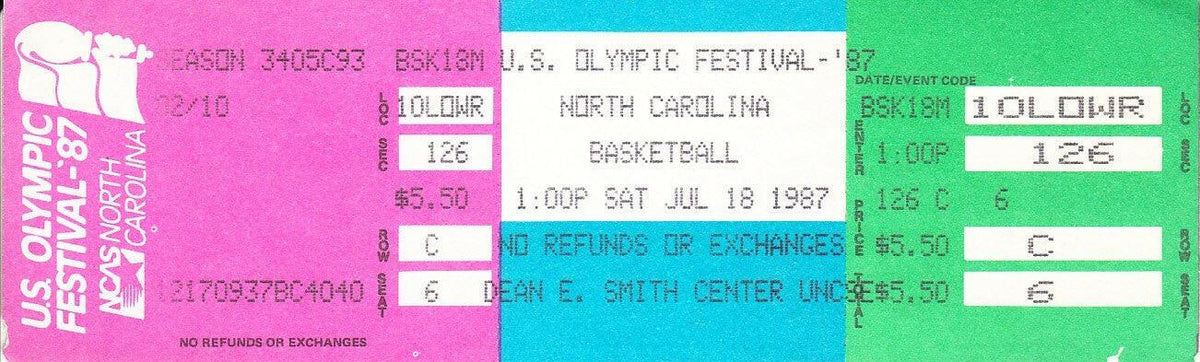 U.S. OLYMPIC
FESTIVAL-'87
NCAS NORTH
CAROLINA
SEASON 3405C93 BSK18M U.S. OLYMPIC FESTIVAL-'87
DATE/EVENT CODE
02/10 LOC 10LOWR NORTH CAROLINA BSK18M 10LOWR LOC
SEC 126 BASKETBALL ENTER 1:00P 126 SEC
$5.50 1:00P SAT JUL 18 1987 PRICE 126 C 6
ROW C NO REFUNDS OR EXCHANGES $5.50 C ROW
12170937BC4040 SEAT 6 DEAN E. SMITH CENTER UNC TOTAL $5.50 6 SEAT
NO REFUNDS OR EXCHANGES